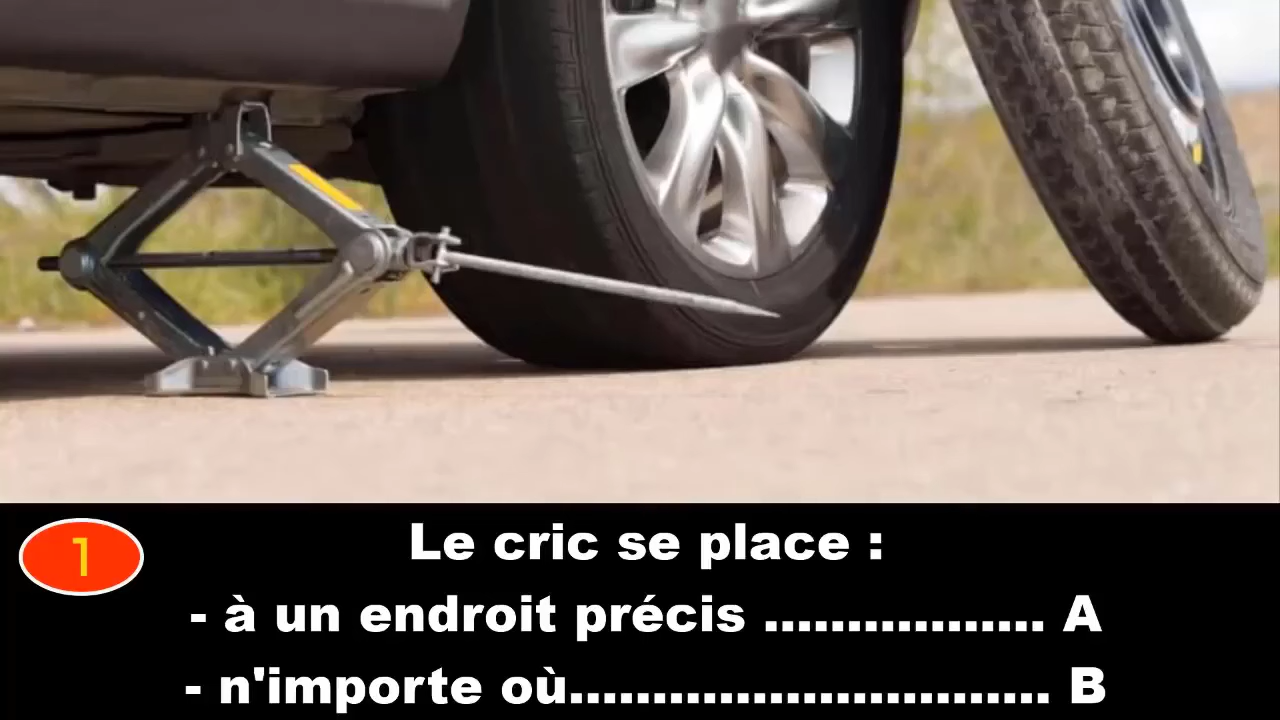 1
Le cric se place :
- à un endroit précis ................. A
- n'importe où............................. B